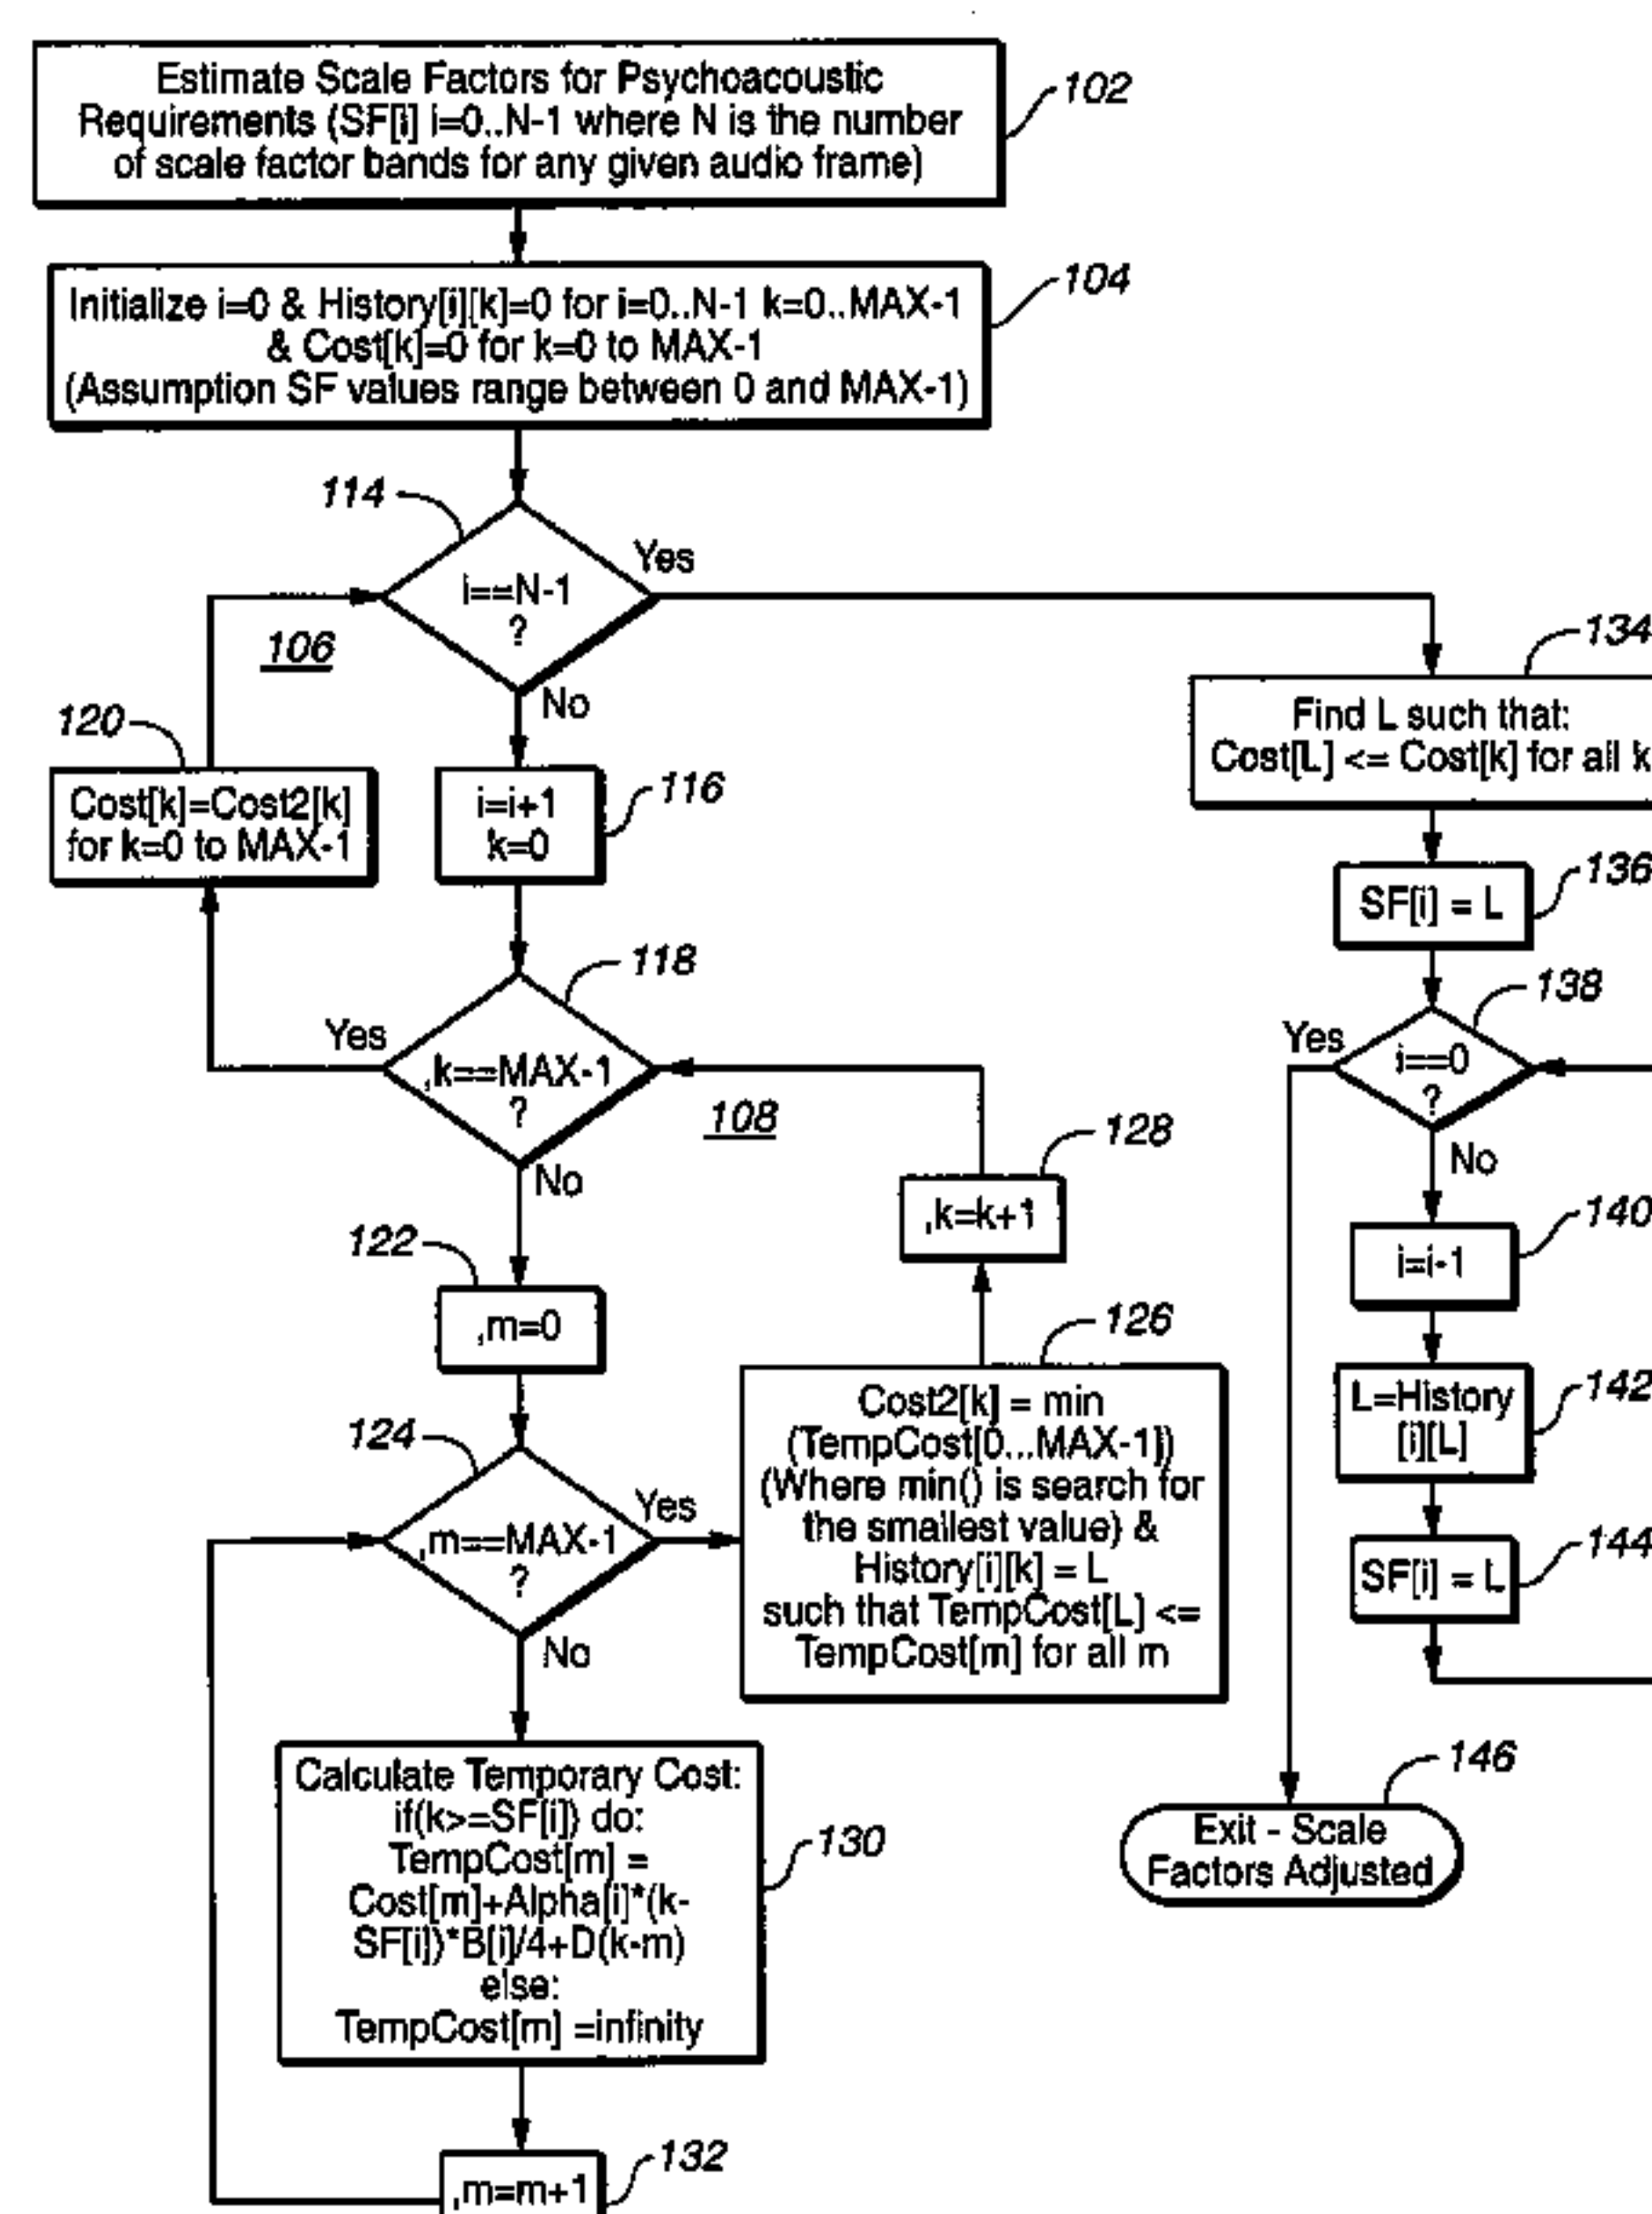 Estimate Scale Factors for Psychoacoustic
Requirements (SF[i] i=0..N-1 where N is the number
of scale factor bands for any given audio frame)
102
Initialize i=0 & History[i][k]=0 for i=0..N-1 k=0..MAX-1
& Cost[k]=0 for k=0 to MAX-1
(Assumption SF values range between 0 and MAX-1)
104
114
i==N-1
?
Yes
No
106
120
Cost[k]=Cost2[k]
for k=0 to MAX-1
i=i+1
k=0
116
118
Yes
,k==MAX-1
?
No
108
128
,k=k+1
122
,m=0
124
,m==MAX-1
?
Yes
No
126
Cost2[k] = min
(TempCost[0...MAX-1])
(Where min() is search for
the smallest value) &
History[i][k] = L
such that TempCost[L] <=
TempCost[m] for all m
Calculate Temporary Cost:
if(k>=SF[i]) do:
TempCost[m] =
Cost[m]+Alpha[i]*(k-
SF[i])*B[i]/4+D(k-m)
else:
TempCost[m] =infinity
130
,m=m+1
132
134
Find L such that:
Cost[L] <= Cost[k] for all k
SF[i] = L
136
138
Yes
i==0
?
No
i=i-1
140
L=History
[i][L]
142
SF[i] = L
144
146
Exit - Scale
Factors Adjusted